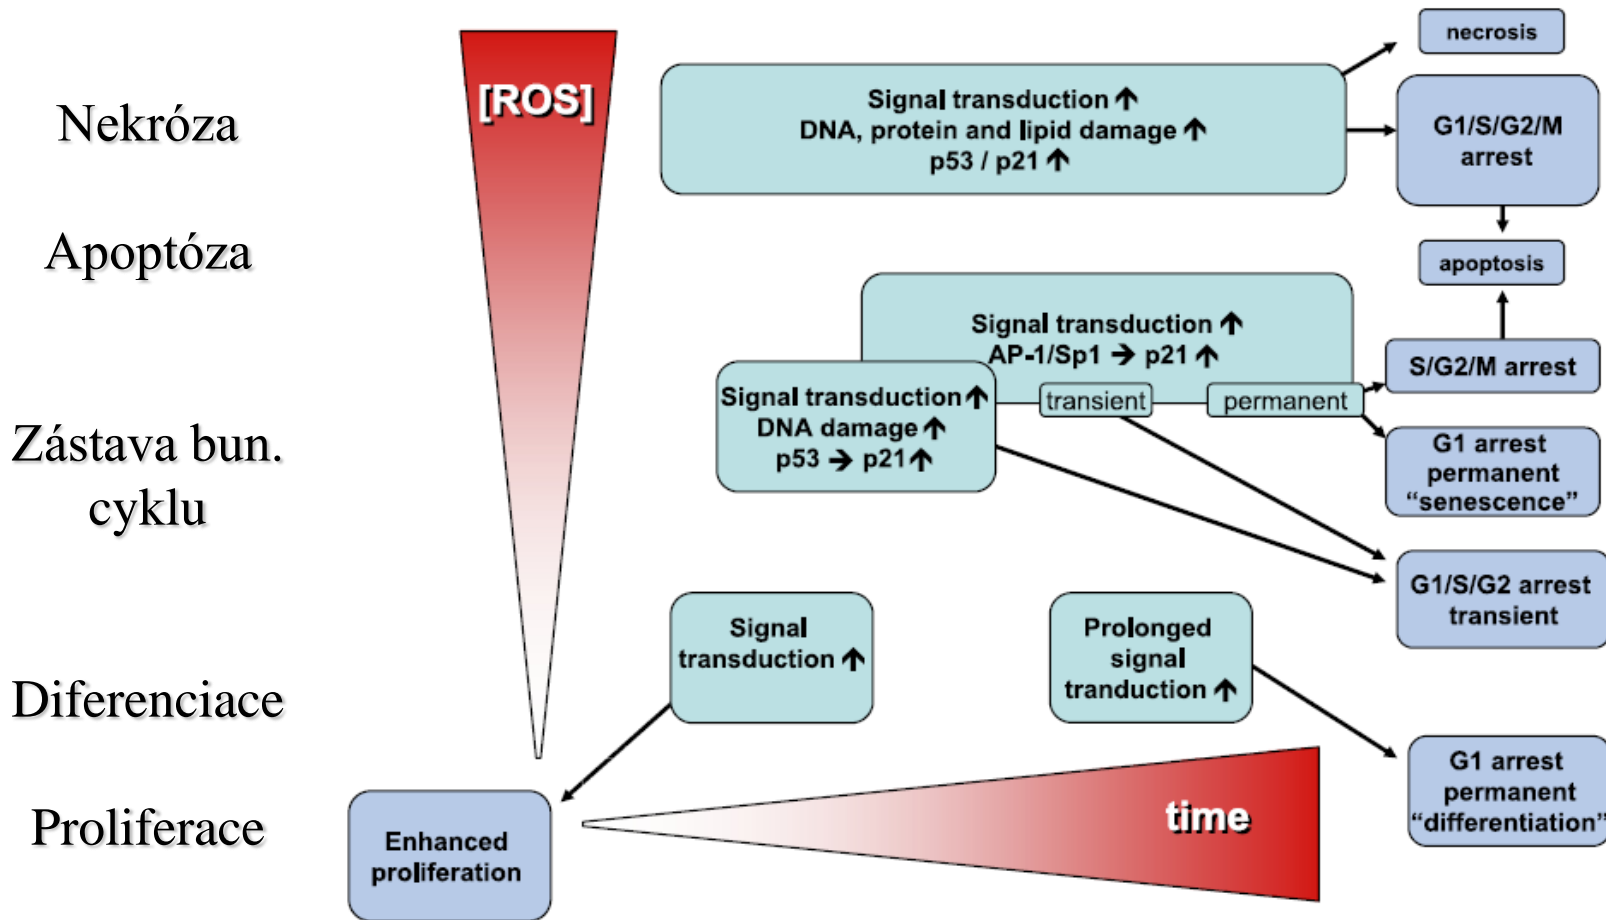 Nekróza
Apoptóza
Zástava bun.
cyklu
Diferenciace
Proliferace
[ROS]
Signal transduction ↑
DNA, protein and lipid damage ↑
p53 / p21 ↑
necrosis
G1/S/G2/M
arrest
apoptosis
Signal transduction ↑
AP-1/Sp1 → p21 ↑
transient
permanent
S/G2/M arrest
Signal transduction ↑
DNA damage ↑
p53 → p21 ↑
G1 arrest
permanent
“senescence”
G1/S/G2 arrest
transient
Signal
transduction ↑
Prolonged
signal
tranduction ↑
G1 arrest
permanent
“differentiation”
Enhanced
proliferation
time